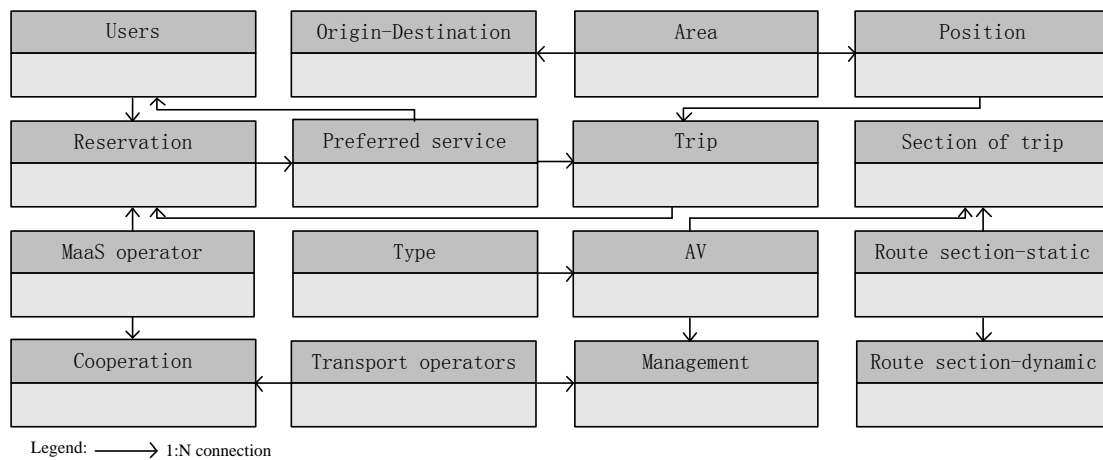 Users
Origin-Destination
Area
Position
Reservation
Preferred service
Trip
Section of trip
MaaS operator
Type
AV
Route section-static
Cooperation
Transport operators
Management
Route section-dynamic
Legend: 1:N connection